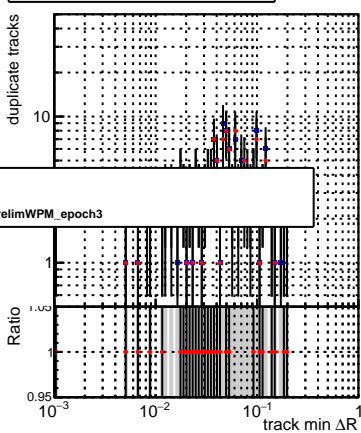 duplicate tracks
10
relimWPM_epoch3
1
1.05
Ratio
1
0.95
10⁻³ 10⁻² 10⁻¹ 1
track min ΔR